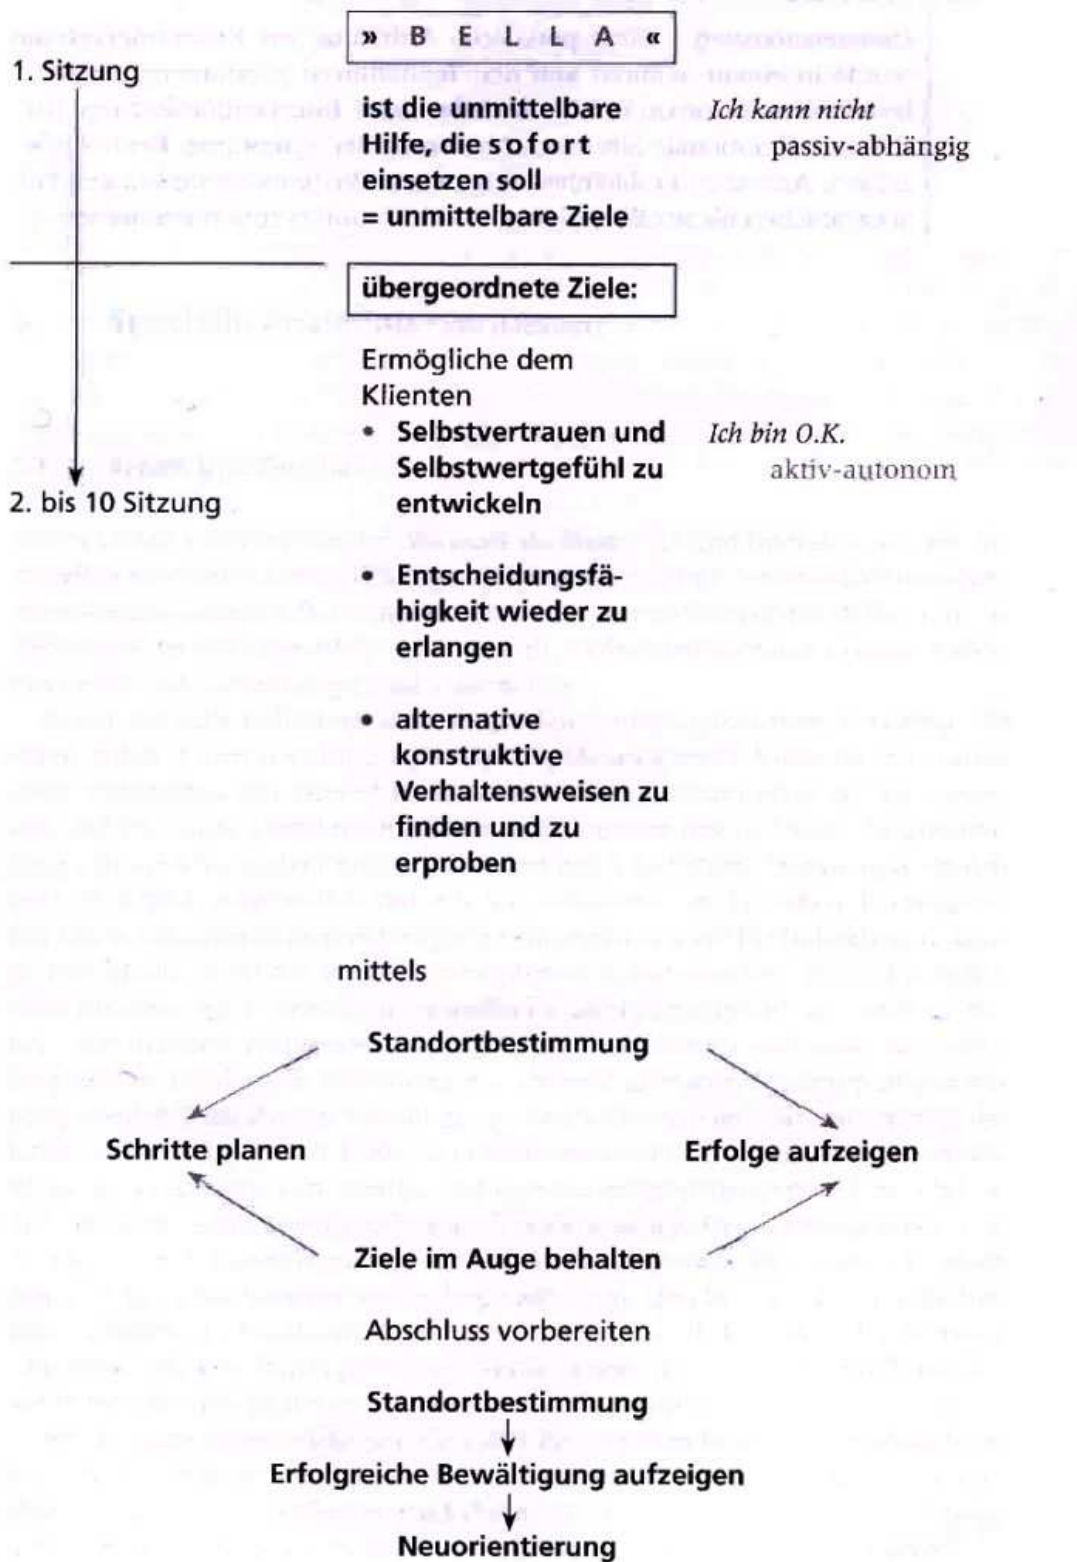 » B E L L A «
1. Sitzung
ist die unmittelbare Ich kann nicht
Hilfe, die sofort passiv-abhängig
einsetzen soll
= unmittelbare Ziele
übergeordnete Ziele:
Ermögliche dem
Klienten
• Selbstvertrauen und Ich bin O.K.
Selbstwertgefühl zu aktiv-autonom
entwickeln
2. bis 10 Sitzung
• Entscheidungsfä-
higkeit wieder zu
erlangen
• alternative
konstruktive
Verhaltensweisen zu
finden und zu
erproben
mittels
Standortbestimmung
Schritte planen Erfolge aufzeigen
Ziele im Auge behalten
Abschluss vorbereiten
Standortbestimmung
Erfolgreiche Bewältigung aufzeigen
Neuorientierung